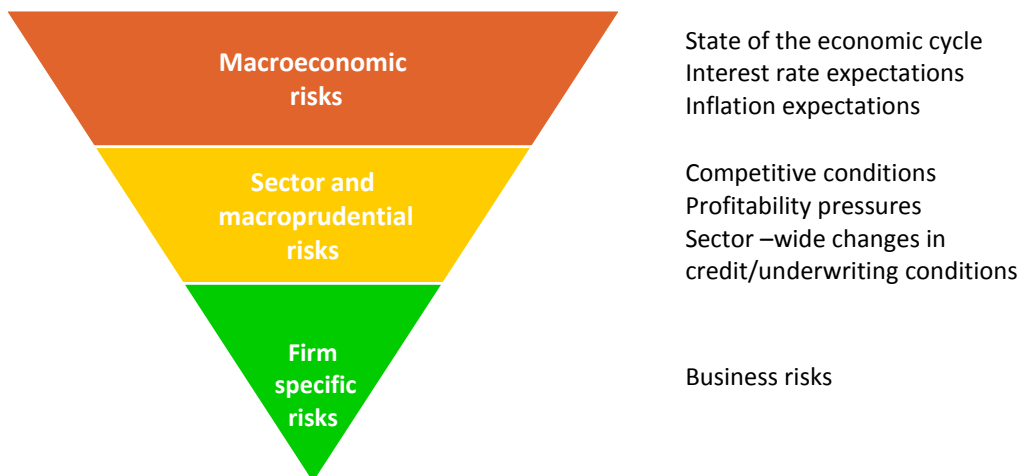 Macroeconomic
risks
State of the economic cycle
Interest rate expectations
Inflation expectations
Sector and
macroprudential
risks
Competitive conditions
Profitability pressures
Sector –wide changes in
credit/underwriting conditions
Firm
specific
risks
Business risks